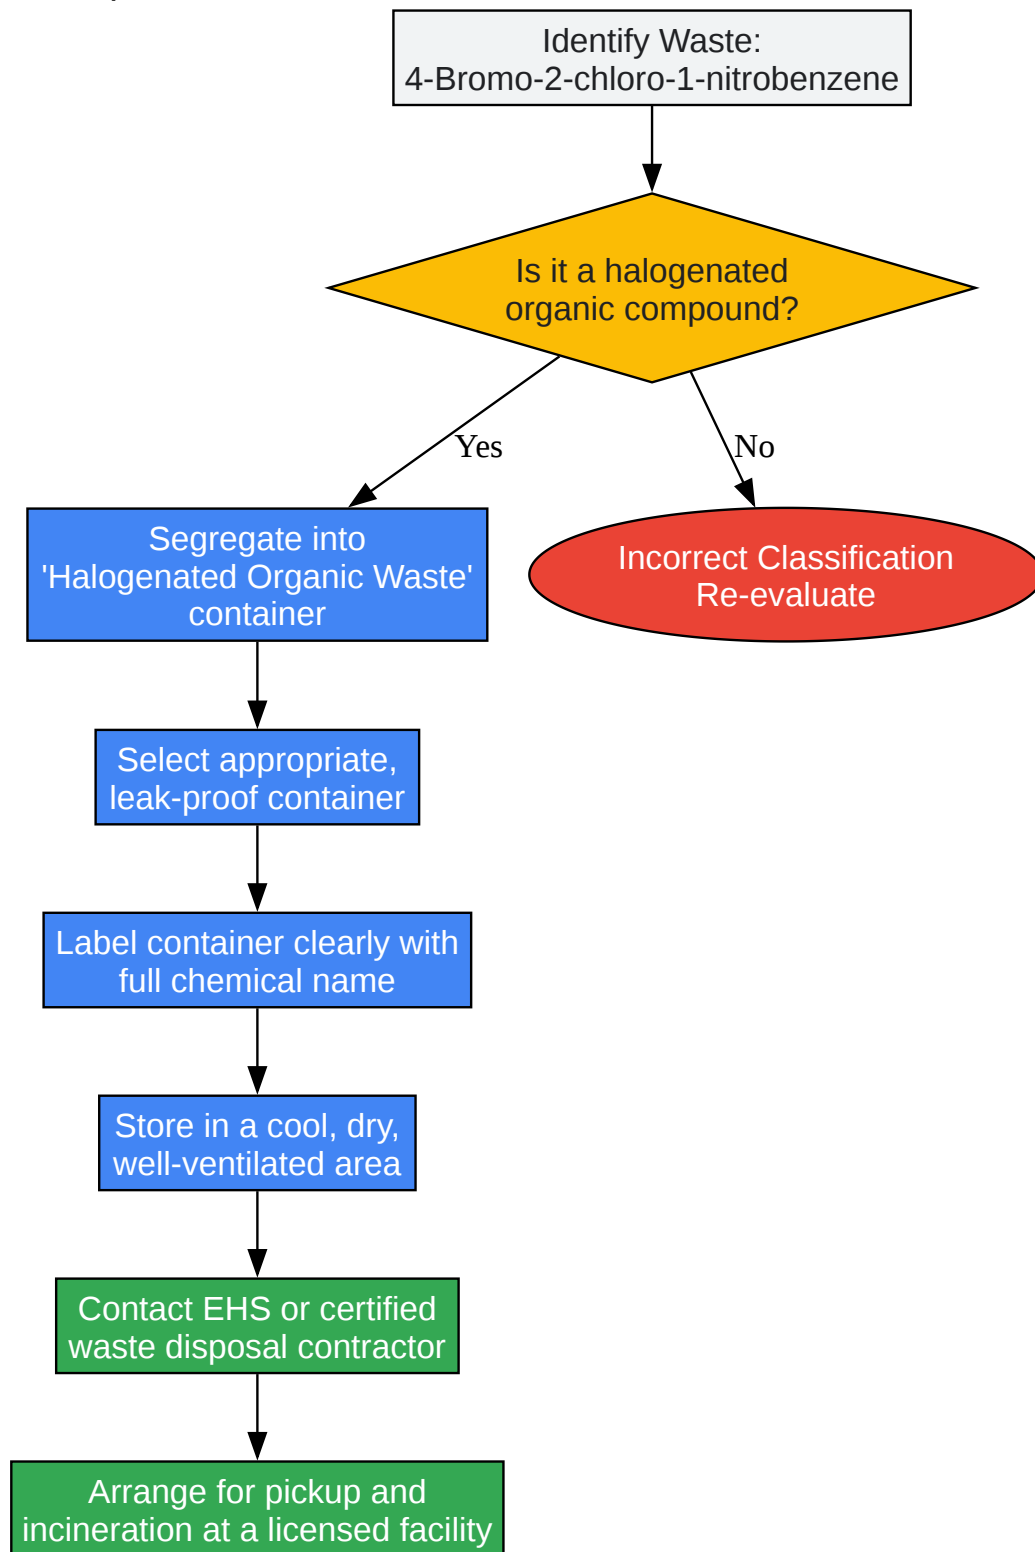 Identify Waste:
4-Bromo-2-chloro-1-nitrobenzene
Is it a halogenated
organic compound?
Yes
No
Segregate into
'Halogenated Organic Waste'
container
Incorrect Classification
Re-evaluate
Select appropriate,
leak-proof container
Label container clearly with
full chemical name
Store in a cool, dry,
well-ventilated area
Contact EHS or certified
waste disposal contractor
Arrange for pickup and
incineration at a licensed facility